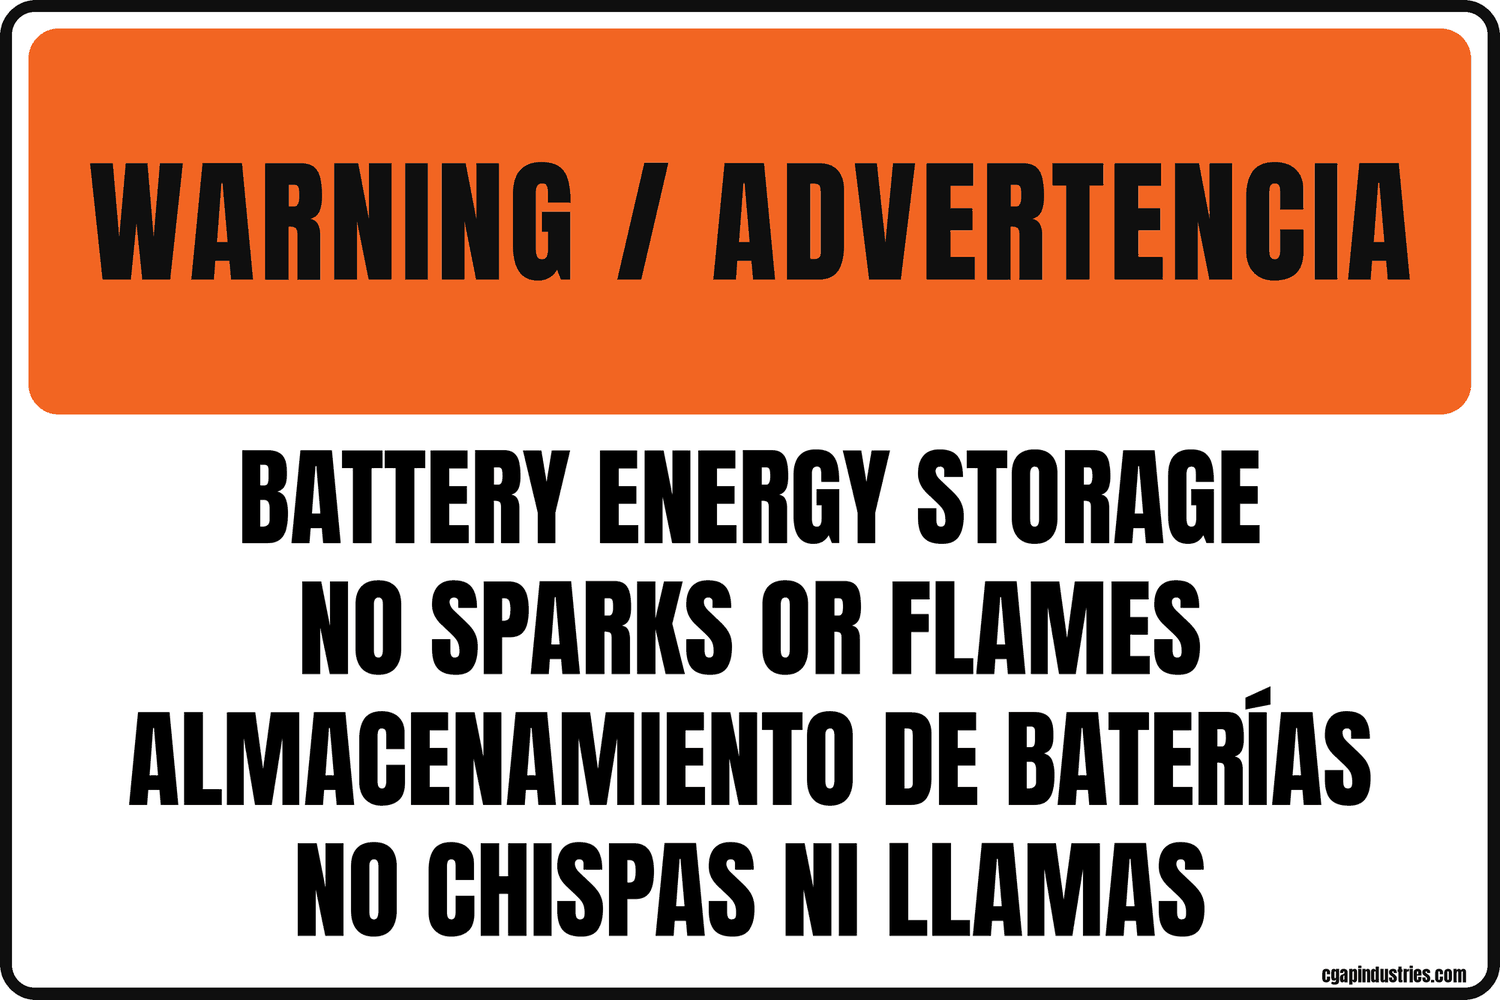 WARNING / ADVERTENCIA
BATTERY ENERGY STORAGE
NO SPARKS OR FLAMES
ALMACENAMIENTO DE BATERÍAS
NO CHISPAS NI LLAMAS
cgapindustries.com